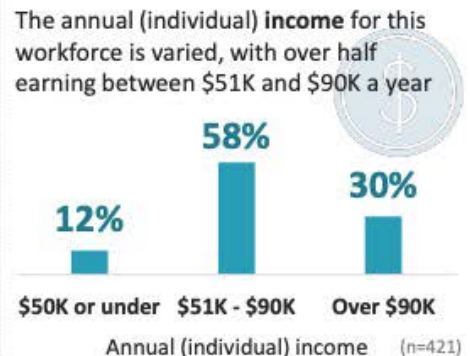 The annual (individual) income for this
workforce is varied, with over half
earning between $51K and $90K a year
$
58%
30%
12%
$50K or under $51K - $90K Over $90K
Annual (individual) income (n=421)